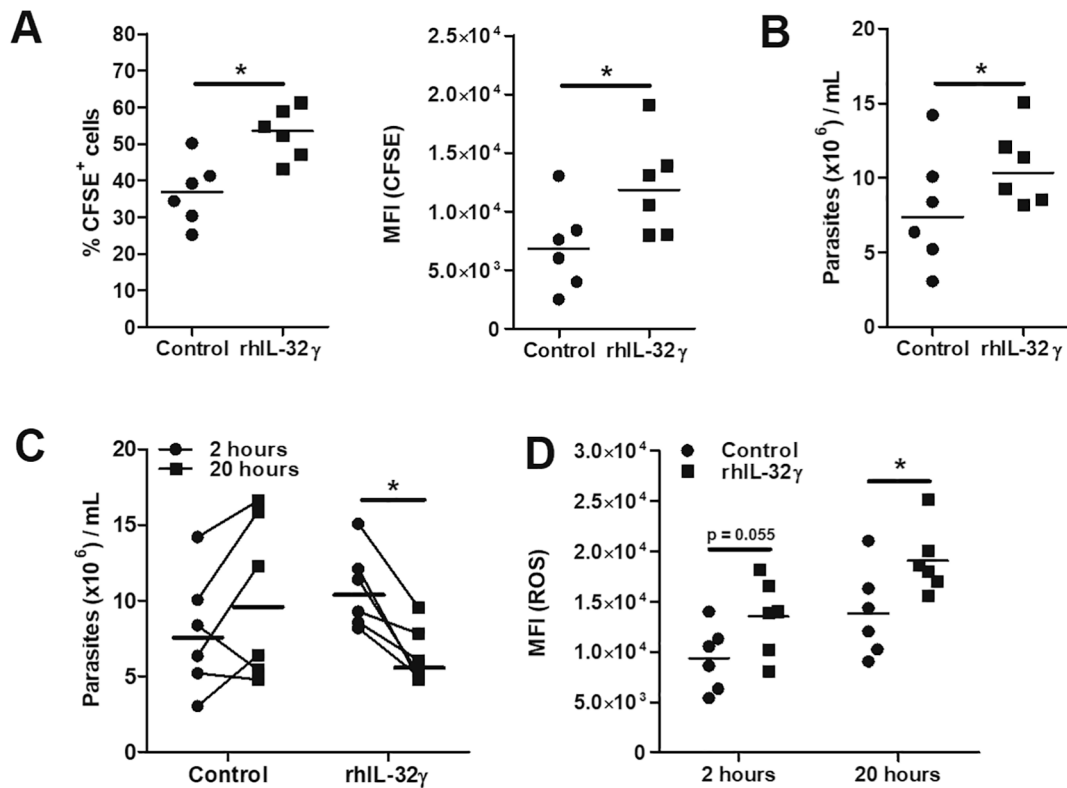 A
80
70
60
50
40
30
20
10
0
% CFSE⁺ cells
*
Control rhIL-32γ
2.5×10⁴
2.0×10⁴
1.5×10⁴
1.0×10⁴
5.0×10³
0
MFI (CFSE)
*
Control rhIL-32γ
B
20
15
10
5
0
Parasites (x10⁶) / mL
*
Control rhIL-32γ
C
20
15
10
5
0
Parasites (x10⁶) / mL
2 hours
20 hours
*
Control rhIL-32γ
D
3.0×10⁴
2.5×10⁴
2.0×10⁴
1.5×10⁴
1.0×10⁴
5.0×10³
0
MFI (ROS)
Control
rhIL-32γ
p = 0.055
*
2 hours 20 hours